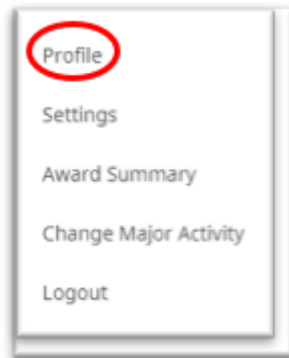 Profile
Settings
Award Summary
Change Major Activity
Logout